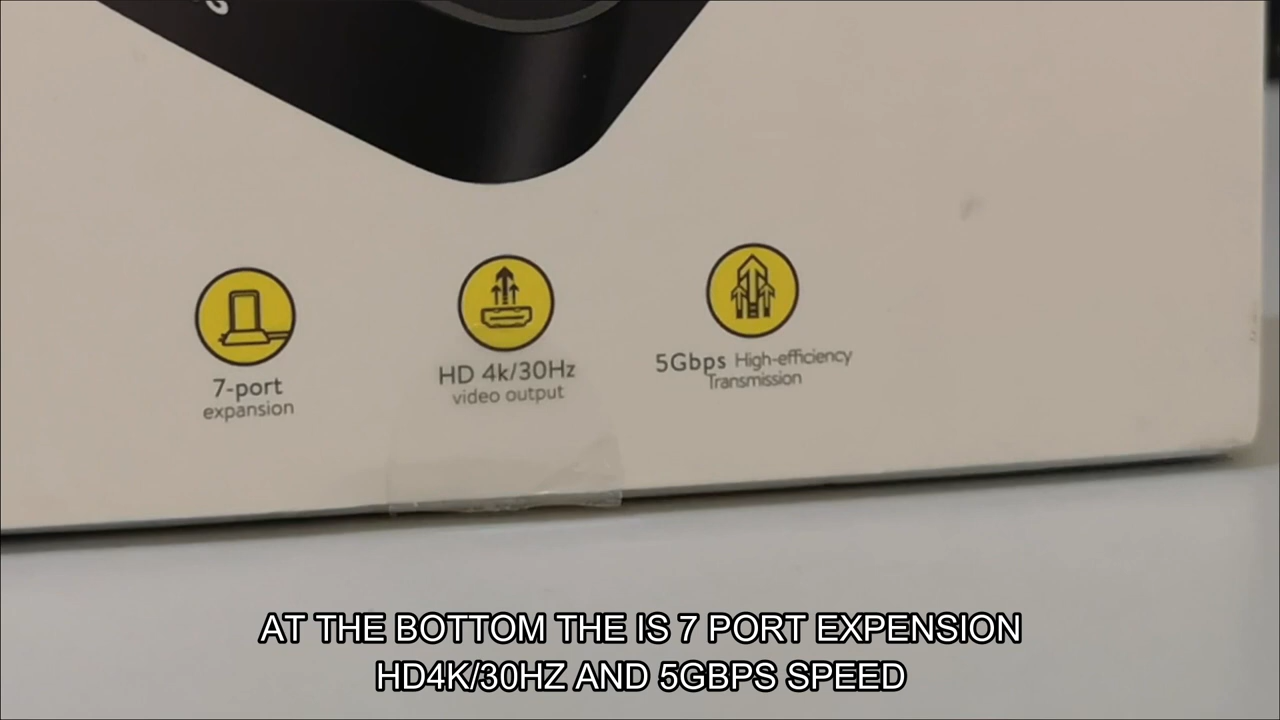 7-port
expansion
HD 4k/30Hz
video output
5Gbps High-efficiency
Transmission
AT THE BOTTOM THE IS 7 PORT EXPENSION
HD4K/30HZ AND 5GBPS SPEED